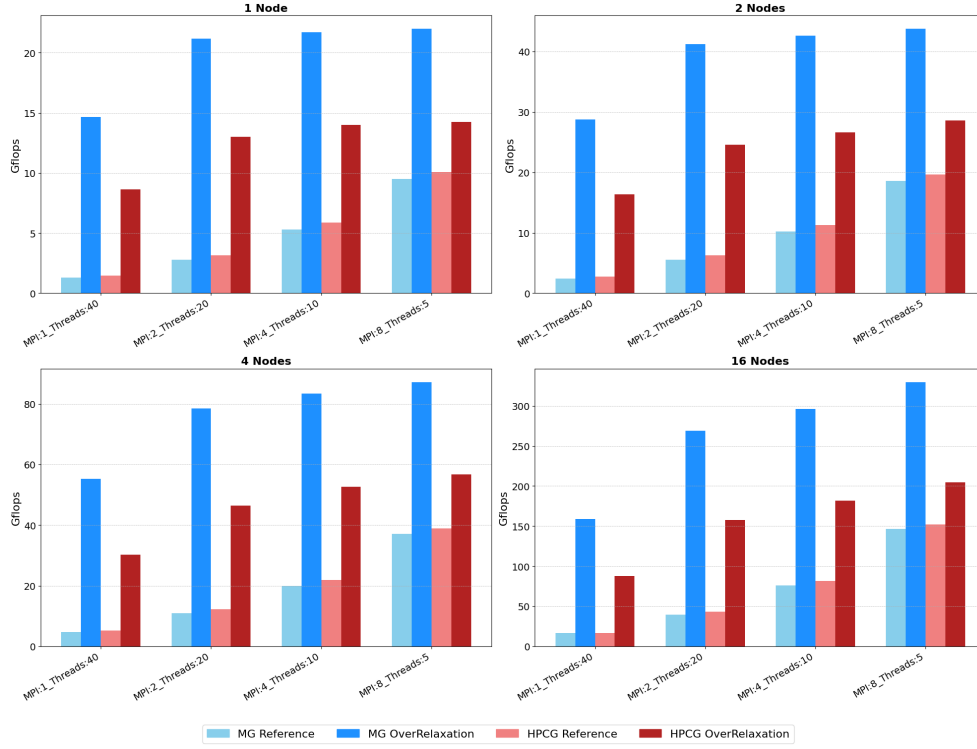 1 Node
Gflops
20
15
10
5
0
MPI:1_Threads:40
MPI:2_Threads:20
MPI:4_Threads:10
MPI:8_Threads:5
2 Nodes
Gflops
40
30
20
10
0
MPI:1_Threads:40
MPI:2_Threads:20
MPI:4_Threads:10
MPI:8_Threads:5
4 Nodes
Gflops
80
60
40
20
0
MPI:1_Threads:40
MPI:2_Threads:20
MPI:4_Threads:10
MPI:8_Threads:5
16 Nodes
Gflops
300
250
200
150
100
50
0
MPI:1_Threads:40
MPI:2_Threads:20
MPI:4_Threads:10
MPI:8_Threads:5
MG Reference
MG OverRelaxation
HPCG Reference
HPCG OverRelaxation